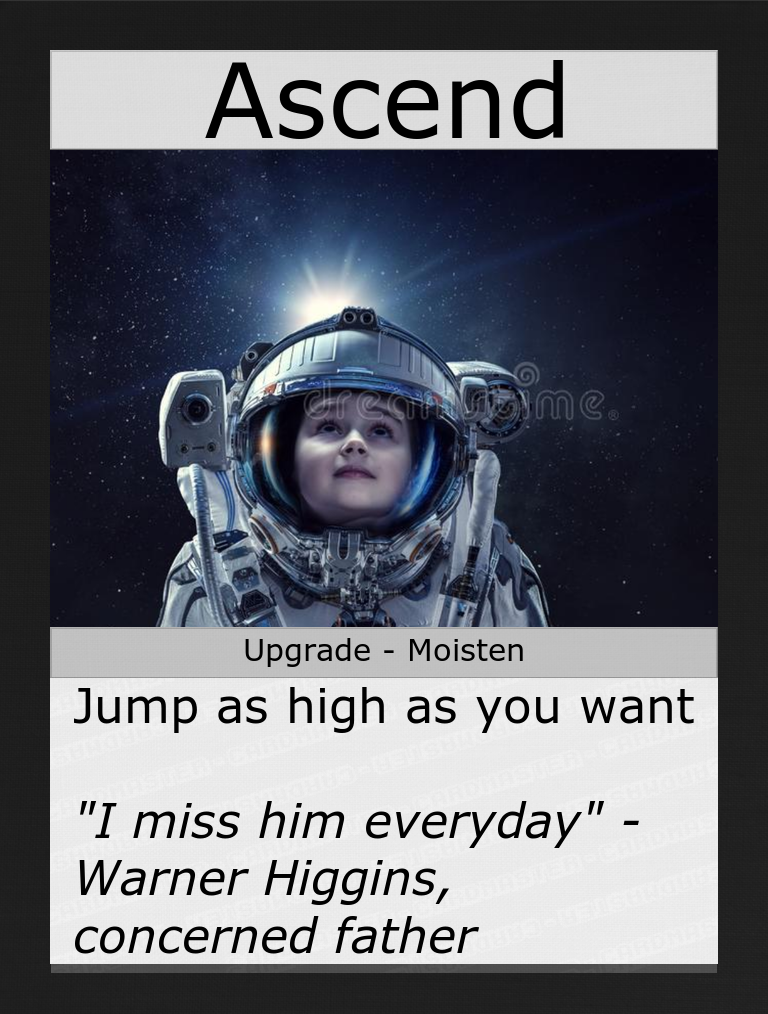 Ascend
dreamstime.
Upgrade - Moisten
Jump as high as you want
"I miss him everyday" -
Warner Higgins,
concerned father